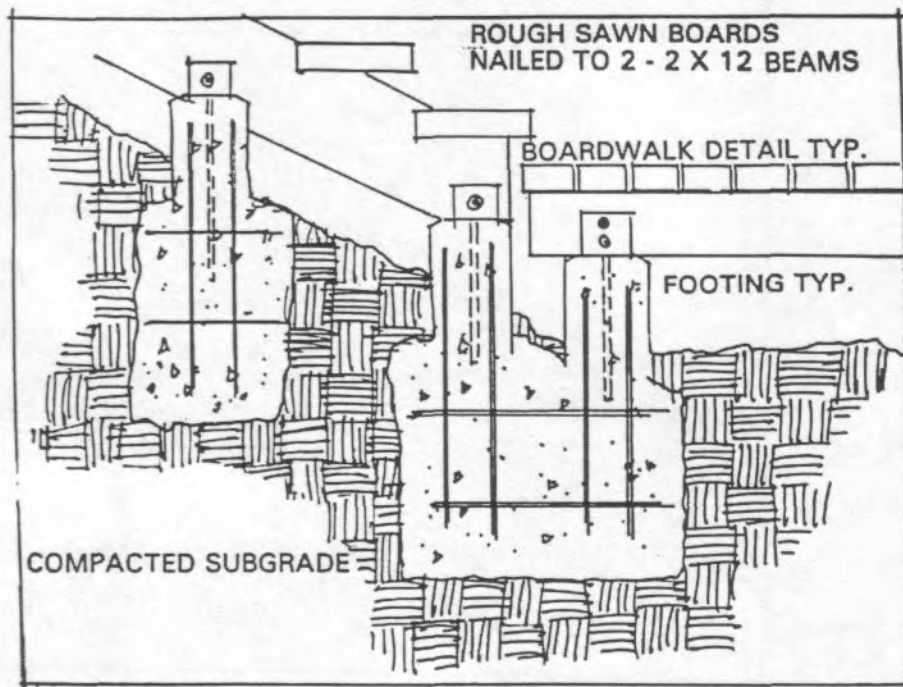 ROUGH SAWN BOARDS
NAILED TO 2 - 2 X 12 BEAMS
BOARDWALK DETAIL TYP.
FOOTING TYP.
COMPACTED SUBGRADE